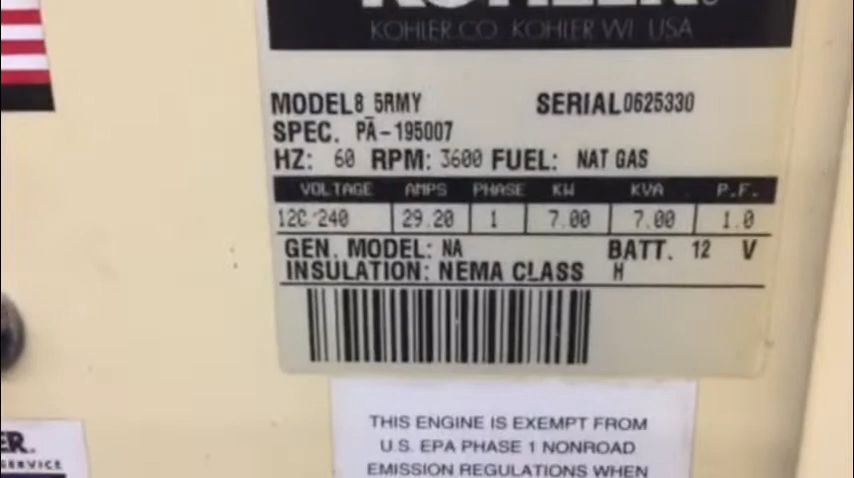 KOHLER®
KOHLER CO. KOHLER WI USA
MODEL 8_5RMY SERIAL 0625330
SPEC. PA-195007
HZ: 60 RPM: 3600 FUEL: NAT GAS
VOLTAGE AMPS PHASE KW KVA P.F.
120/240 29.20 1 7.00 7.00 1.0
GEN. MODEL: NA BATT. 12 V
INSULATION: NEMA CLASS H
THIS ENGINE IS EXEMPT FROM
U.S. EPA PHASE 1 NONROAD
EMISSION REGULATIONS WHEN
ER.
SERVICE